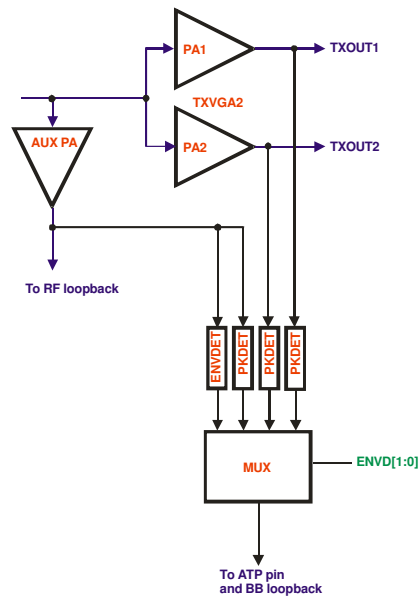 PA1
TXOUT1
TXVGA2
AUX PA
PA2
TXOUT2
To RF loopback
ENVDET
PKDET
PKDET
PKDET
MUX
ENVD[1:0]
To ATP pin
and BB loopback